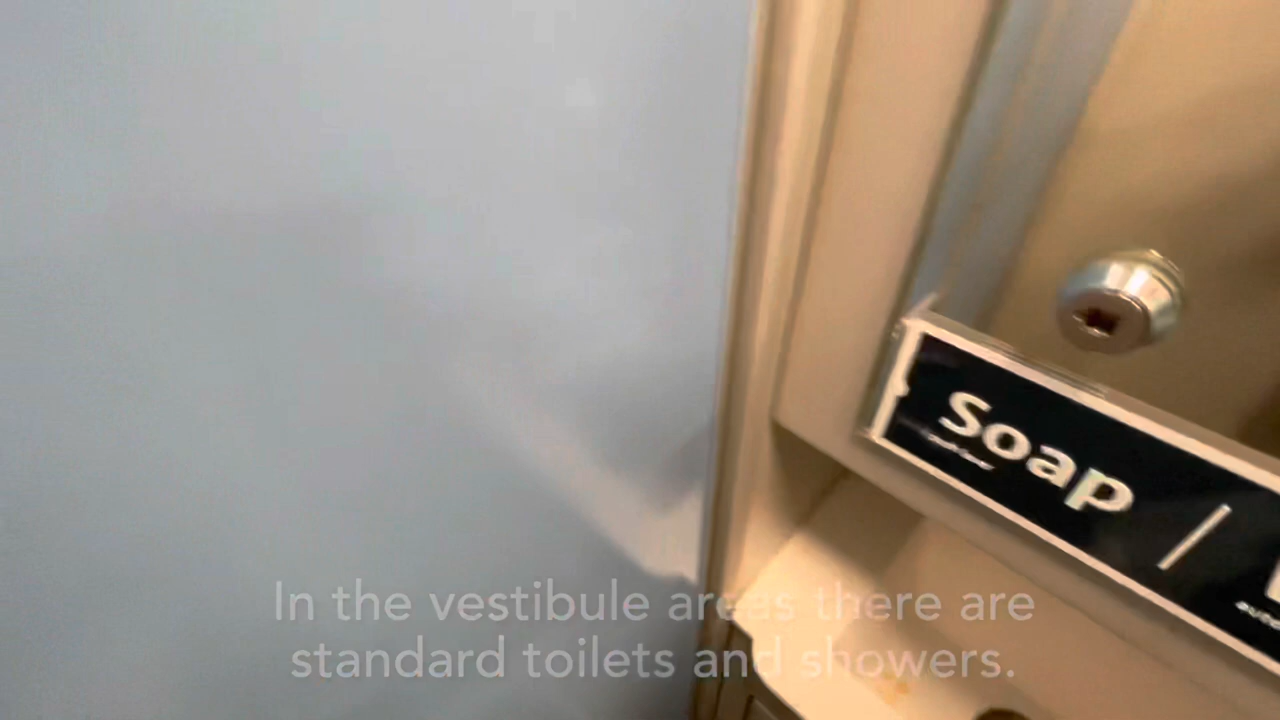 Soap /
In the vestibule areas there are
standard toilets and showers.